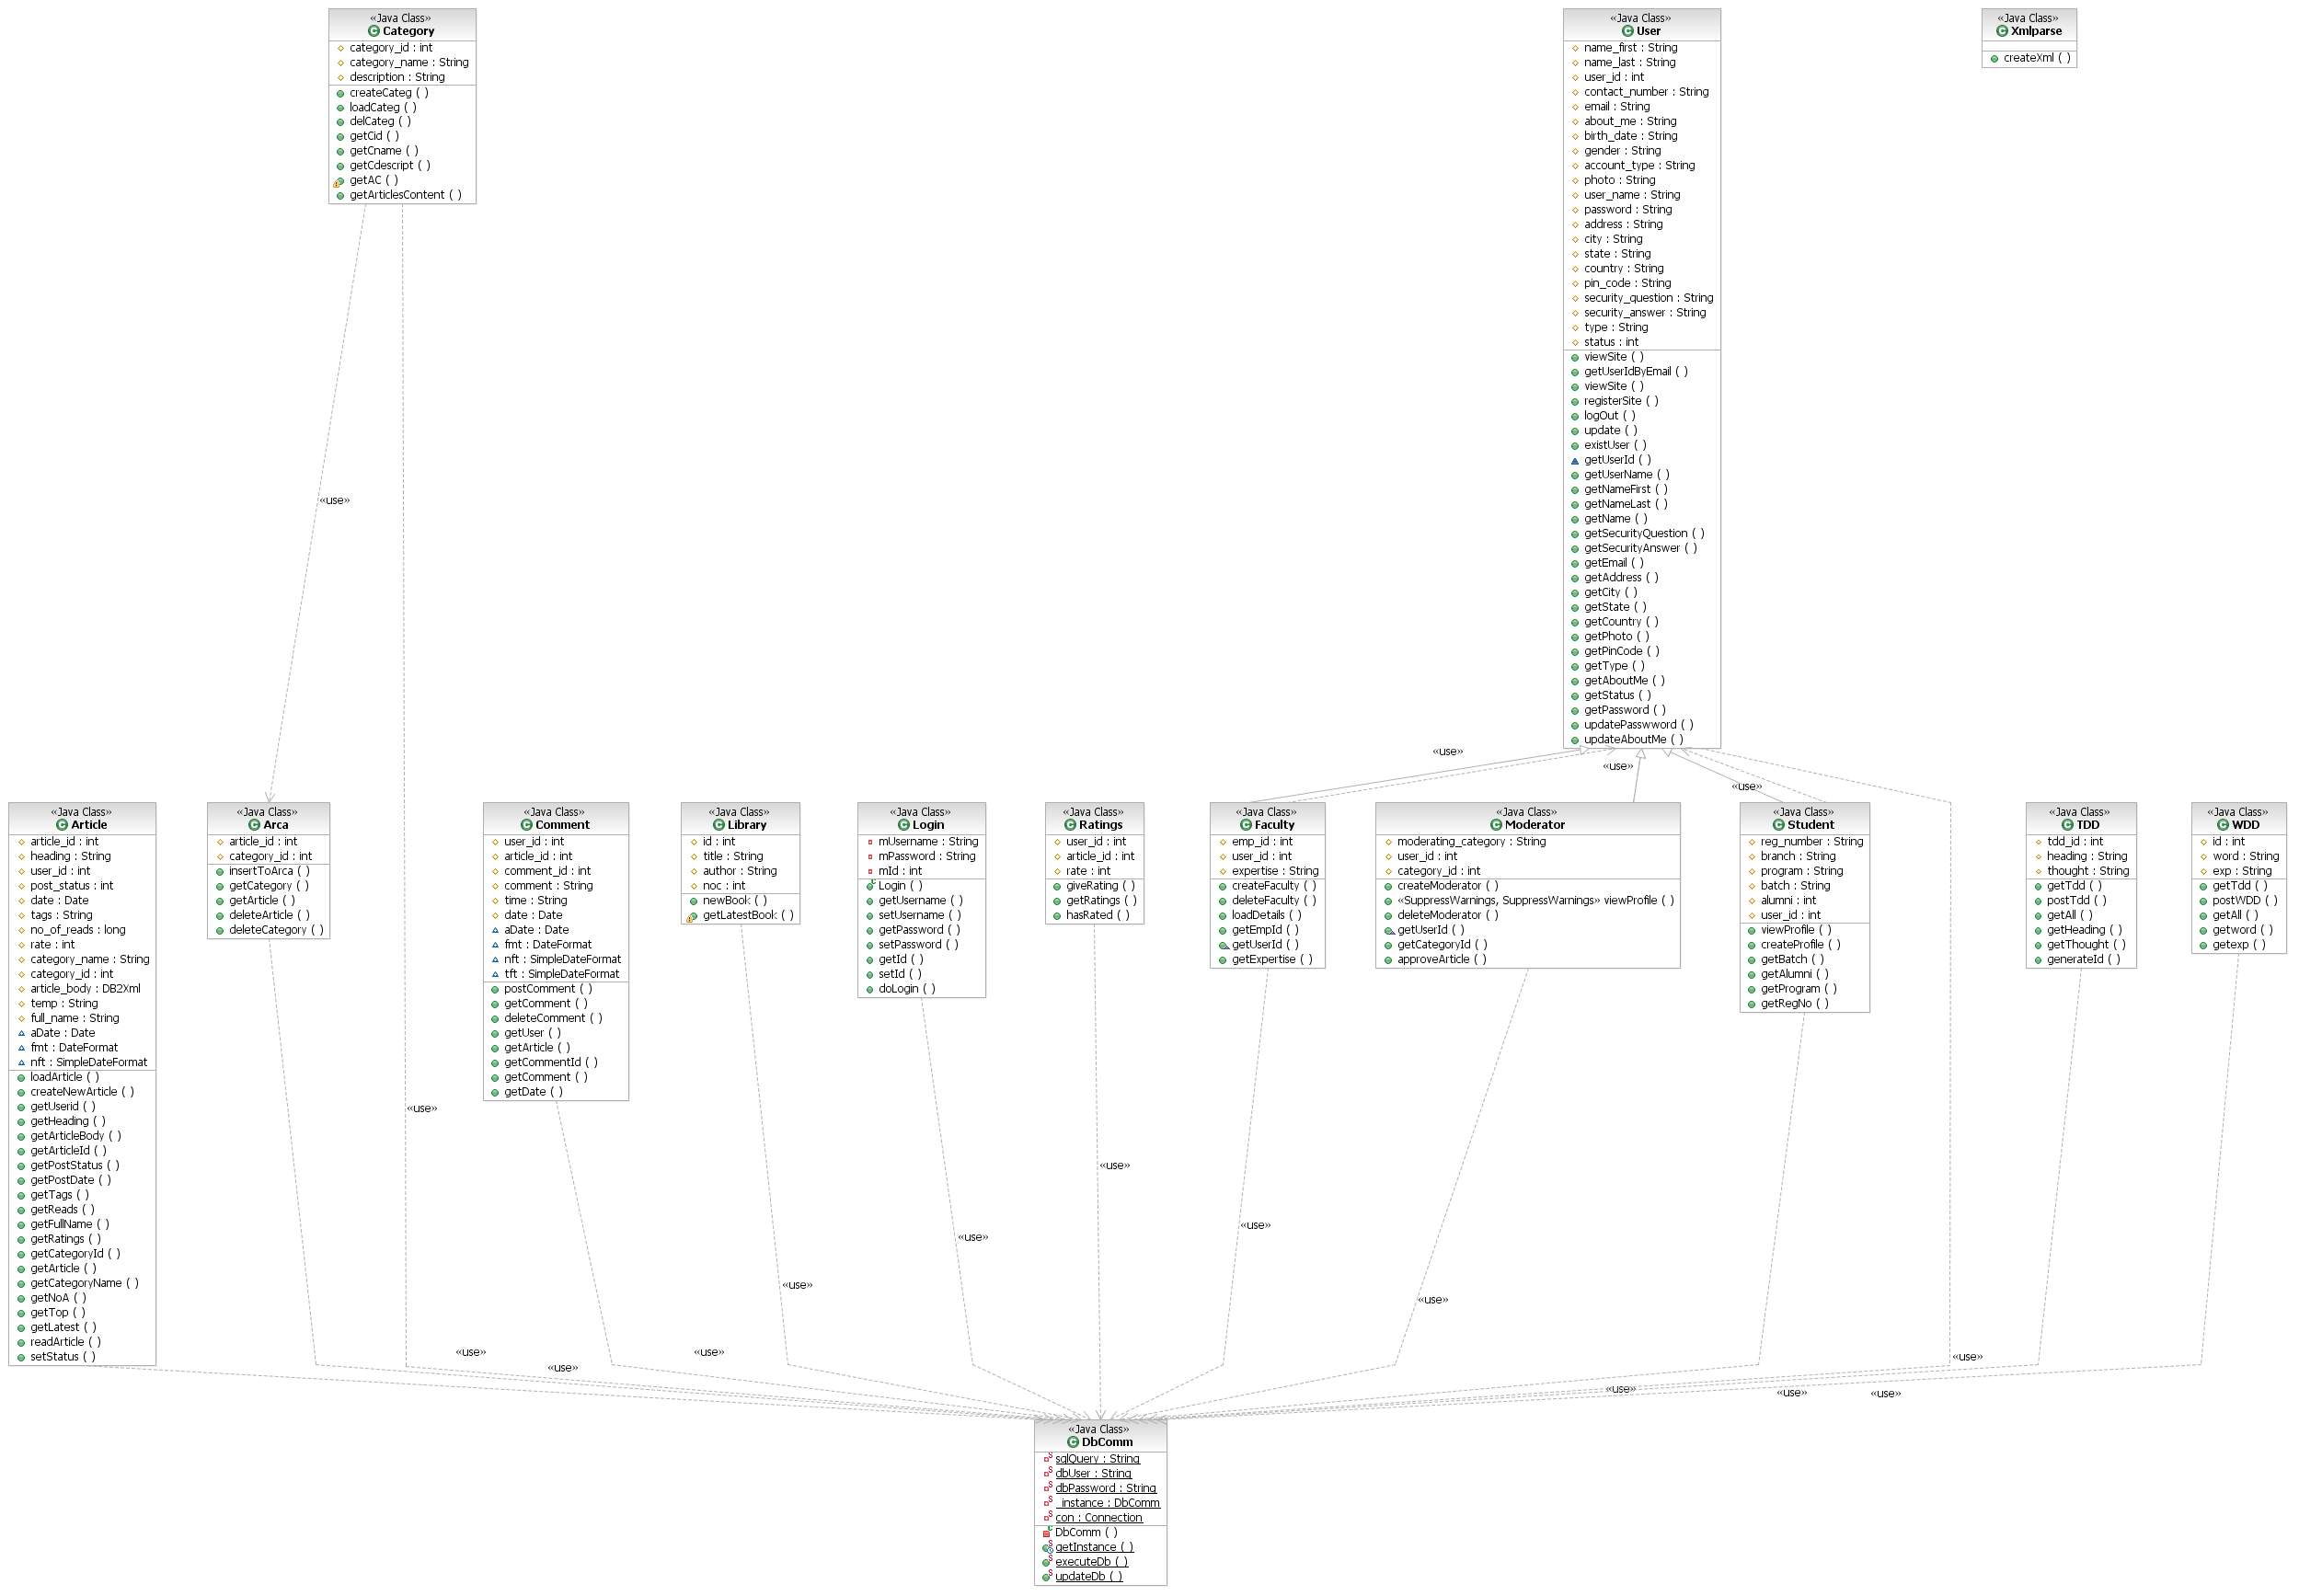 «Java Class»
Category
category_id : int
category_name : String
description : String
createCateg ( )
loadCateg ( )
delCateg ( )
getCid ( )
getCname ( )
getCdescript ( )
getAC ( )
getArticlesContent ( )
«Java Class»
User
name_first : String
name_last : String
user_id : int
contact_number : String
email : String
about_me : String
birth_date : String
gender : String
account_type : String
photo : String
user_name : String
password : String
address : String
city : String
state : String
country : String
pin_code : String
security_question : String
security_answer : String
type : String
status : int
viewSite ( )
getUserIdByEmail ( )
viewSite ( )
registerSite ( )
logOut ( )
update ( )
existUser ( )
getUserId ( )
getUserName ( )
getNameFirst ( )
getNameLast ( )
getName ( )
getSecurityQuestion ( )
getSecurityAnswer ( )
getEmail ( )
getAddress ( )
getCity ( )
getState ( )
getCountry ( )
getPhoto ( )
getPinCode ( )
getType ( )
getAboutMe ( )
getStatus ( )
getPassword ( )
updatePasswword ( )
updateAboutMe ( )
«Java Class»
Xmlparse
createXml ( )
«use»
«use»
«use»
«use»
«Java Class»
Article
article_id : int
heading : String
user_id : int
post_status : int
date : Date
tags : String
no_of_reads : long
rate : int
category_name : String
category_id : int
article_body : DB2Xml
temp : String
full_name : String
aDate : Date
fmt : DateFormat
nft : SimpleDateFormat
loadArticle ( )
createNewArticle ( )
getUserid ( )
getHeading ( )
getArticleBody ( )
getArticleId ( )
getPostStatus ( )
getPostDate ( )
getTags ( )
getReads ( )
getFullName ( )
getRatings ( )
getCategoryId ( )
getArticle ( )
getCategoryName ( )
getNoA ( )
getTop ( )
getLatest ( )
readArticle ( )
setStatus ( )
«Java Class»
Arca
article_id : int
category_id : int
insertToArca ( )
getCategory ( )
getArticle ( )
deleteArticle ( )
deleteCategory ( )
«Java Class»
Comment
user_id : int
article_id : int
comment_id : int
comment : String
time : String
date : Date
aDate : Date
fmt : DateFormat
nft : SimpleDateFormat
tft : SimpleDateFormat
postComment ( )
getComment ( )
deleteComment ( )
getUser ( )
getArticle ( )
getCommentId ( )
getComment ( )
getDate ( )
«Java Class»
Library
id : int
title : String
author : String
noc : int
newBook ( )
getLatestBook ( )
«Java Class»
Login
mUsername : String
mPassword : String
mId : int
Login ( )
getUsername ( )
setUsername ( )
getPassword ( )
setPassword ( )
getId ( )
setId ( )
doLogin ( )
«Java Class»
Ratings
user_id : int
article_id : int
rate : int
giveRating ( )
getRatings ( )
hasRated ( )
«Java Class»
Faculty
emp_id : int
user_id : int
expertise : String
createFaculty ( )
deleteFaculty ( )
loadDetails ( )
getEmpId ( )
getUserId ( )
getExpertise ( )
«Java Class»
Moderator
moderating_category : String
user_id : int
category_id : int
createModerator ( )
«SuppressWarnings, SuppressWarnings» viewProfile ( )
deleteModerator ( )
getUserId ( )
getCategoryId ( )
approveArticle ( )
«Java Class»
Student
reg_number : String
branch : String
program : String
batch : String
alumni : int
user_id : int
viewProfile ( )
createProfile ( )
getBatch ( )
getAlumni ( )
getProgram ( )
getRegNo ( )
«Java Class»
TDD
tdd_id : int
heading : String
thought : String
getTdd ( )
postTdd ( )
getAll ( )
getHeading ( )
getThought ( )
generateId ( )
«Java Class»
WDD
id : int
word : String
exp : String
getTdd ( )
postWDD ( )
getAll ( )
getword ( )
getexp ( )
«use»
«use»
«use»
«use»
«use»
«use»
«use»
«use»
«use»
«use»
«use»
«use»
«use»
«Java Class»
DbComm
sqlQuery : String
dbUser : String
dbPassword : String
_instance : DbComm
con : Connection
DbComm ( )
getInstance ( )
executeDb ( )
updateDb ( )